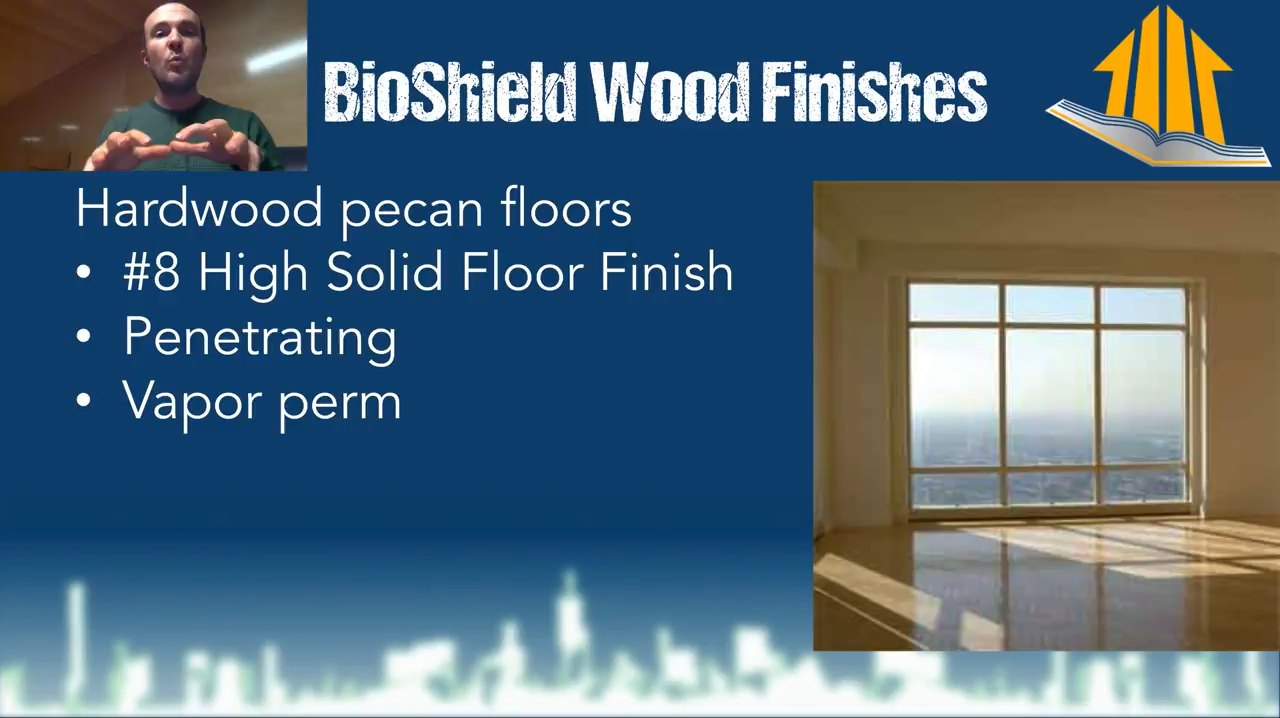 BioShield Wood Finishes
Hardwood pecan floors
• #8 High Solid Floor Finish
• Penetrating
• Vapor perm